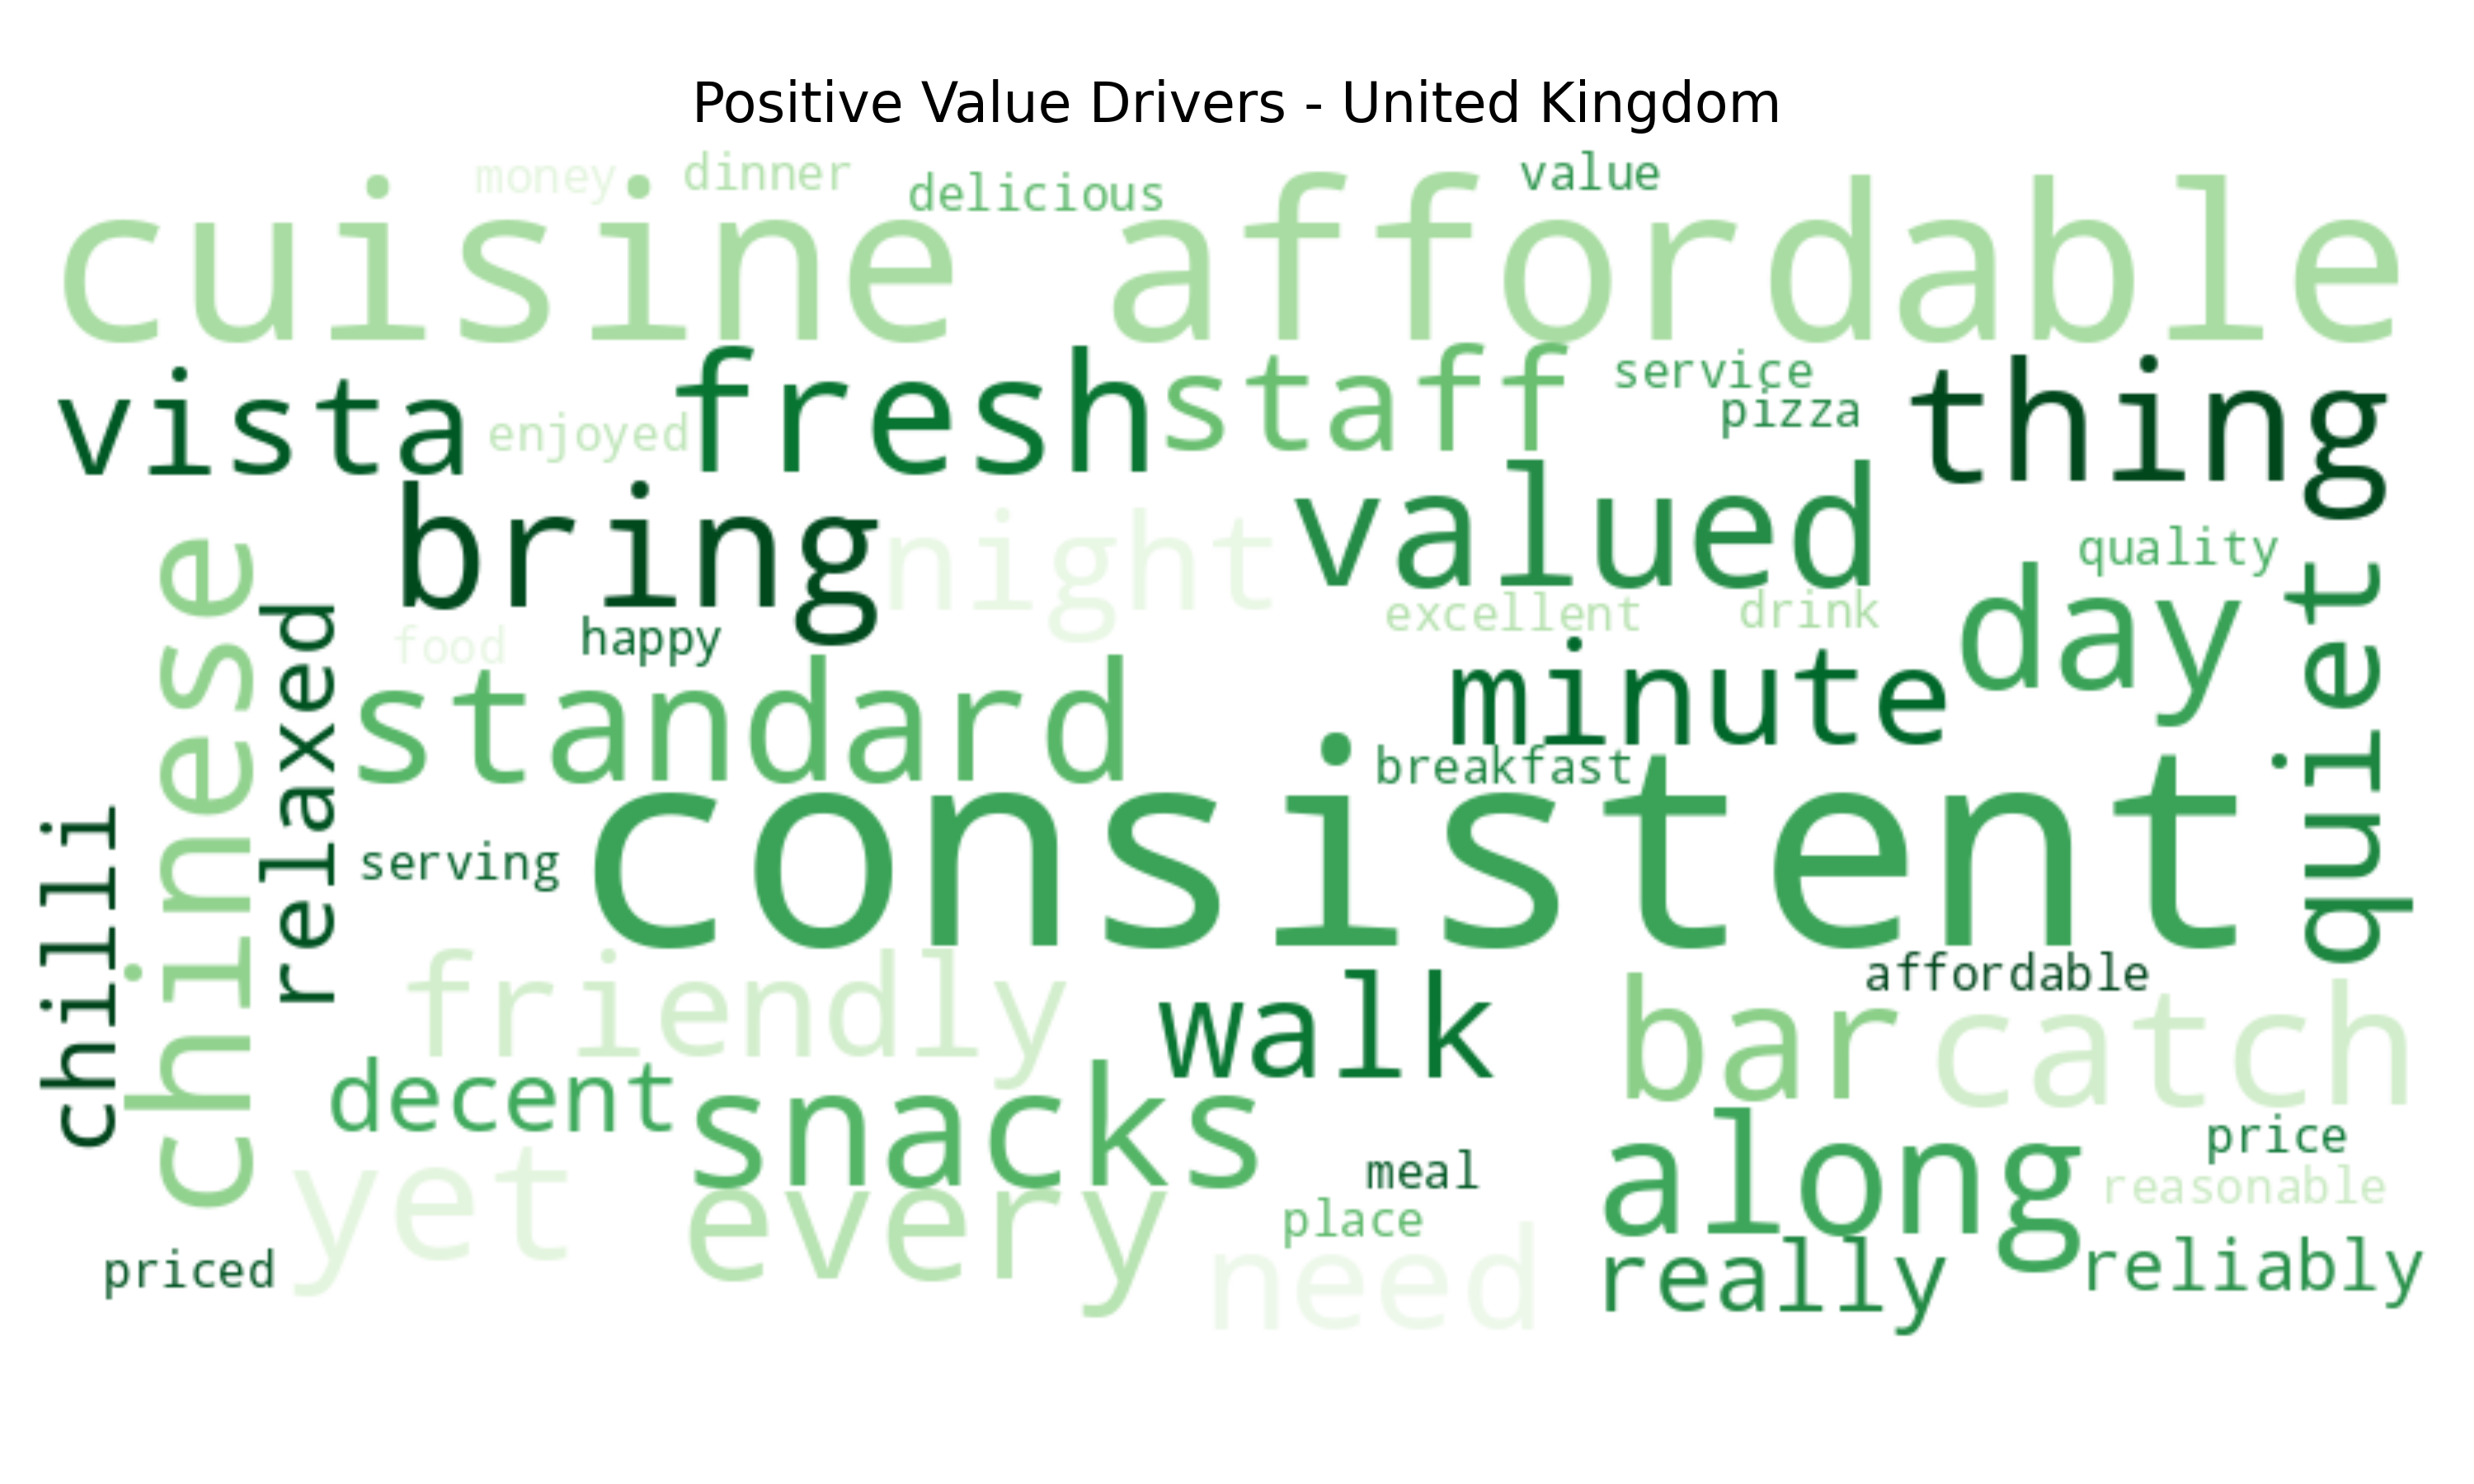 Positive Value Drivers - United Kingdom
money dinner delicious value
cuisine affordable
vista enjoyed fresh staff service
pizza thing
bring night valued quality
food happy excellent drink
chinese relaxed standard minute day quiet
breakfast
chilli serving consistent
friendly walk bar affordable catch
decent snacks along price
meal reasonable
yet every place need
priced really reliably